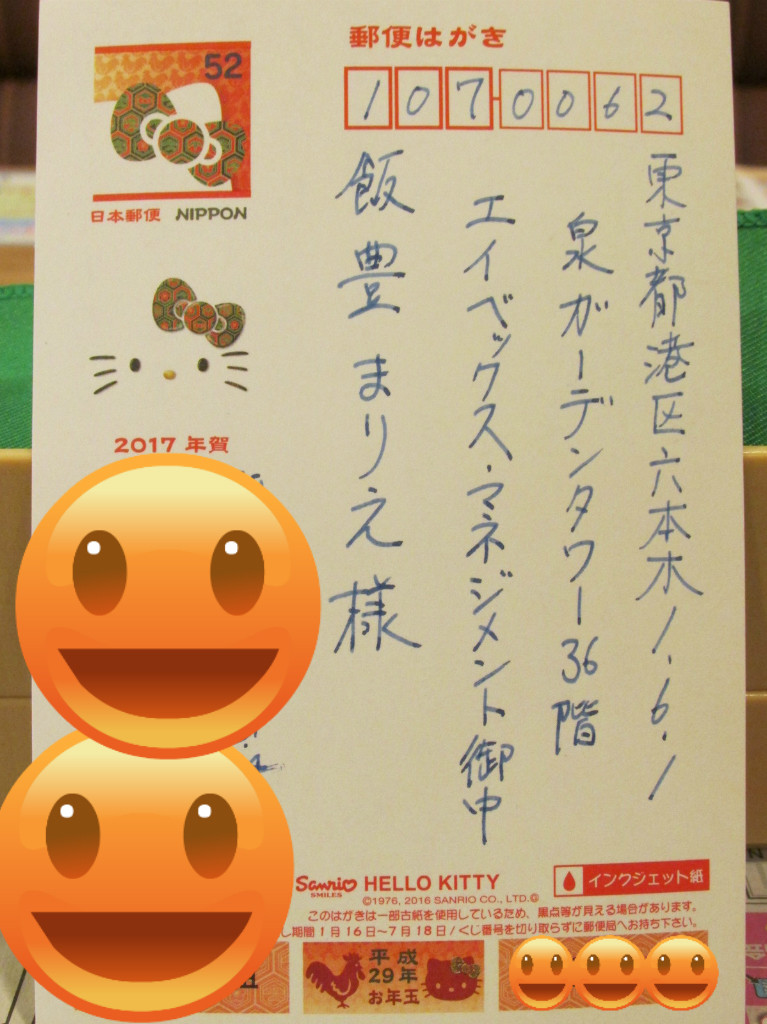 郵便はがき
52
日本郵便 NIPPON
1070062
東京都港区六本木1.6.1
泉ガーデンタワー36階
エイベックス・マネジメント御中
飯豊まりえ様
2017 年賀
Sanrio SMILES HELLO KITTY
©1976, 2016 SANRIO CO., LTD.©
インクジェット紙
このはがきは一部古紙を使用しているため、黒点等が見える場合があります。
し期間1月16日〜7月18日/くじ番号を切り取らずに郵便局へお持ち下さい。
平成
29年
お年玉